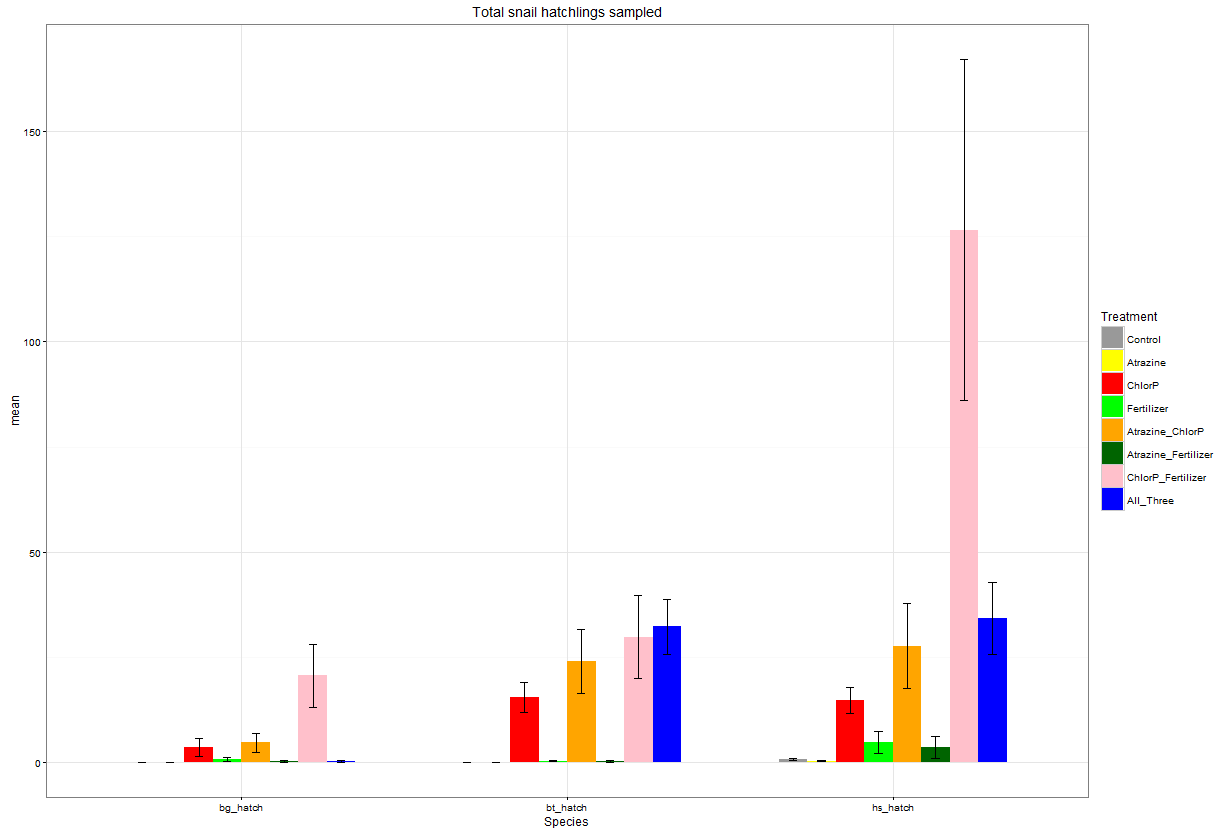 Total snail hatchlings sampled
150
100
50
0
mean
bg_hatch
bt_hatch
hs_hatch
Species
Treatment
Control
Atrazine
ChlorP
Fertilizer
Atrazine_ChlorP
Atrazine_Fertilizer
ChlorP_Fertilizer
All_Three